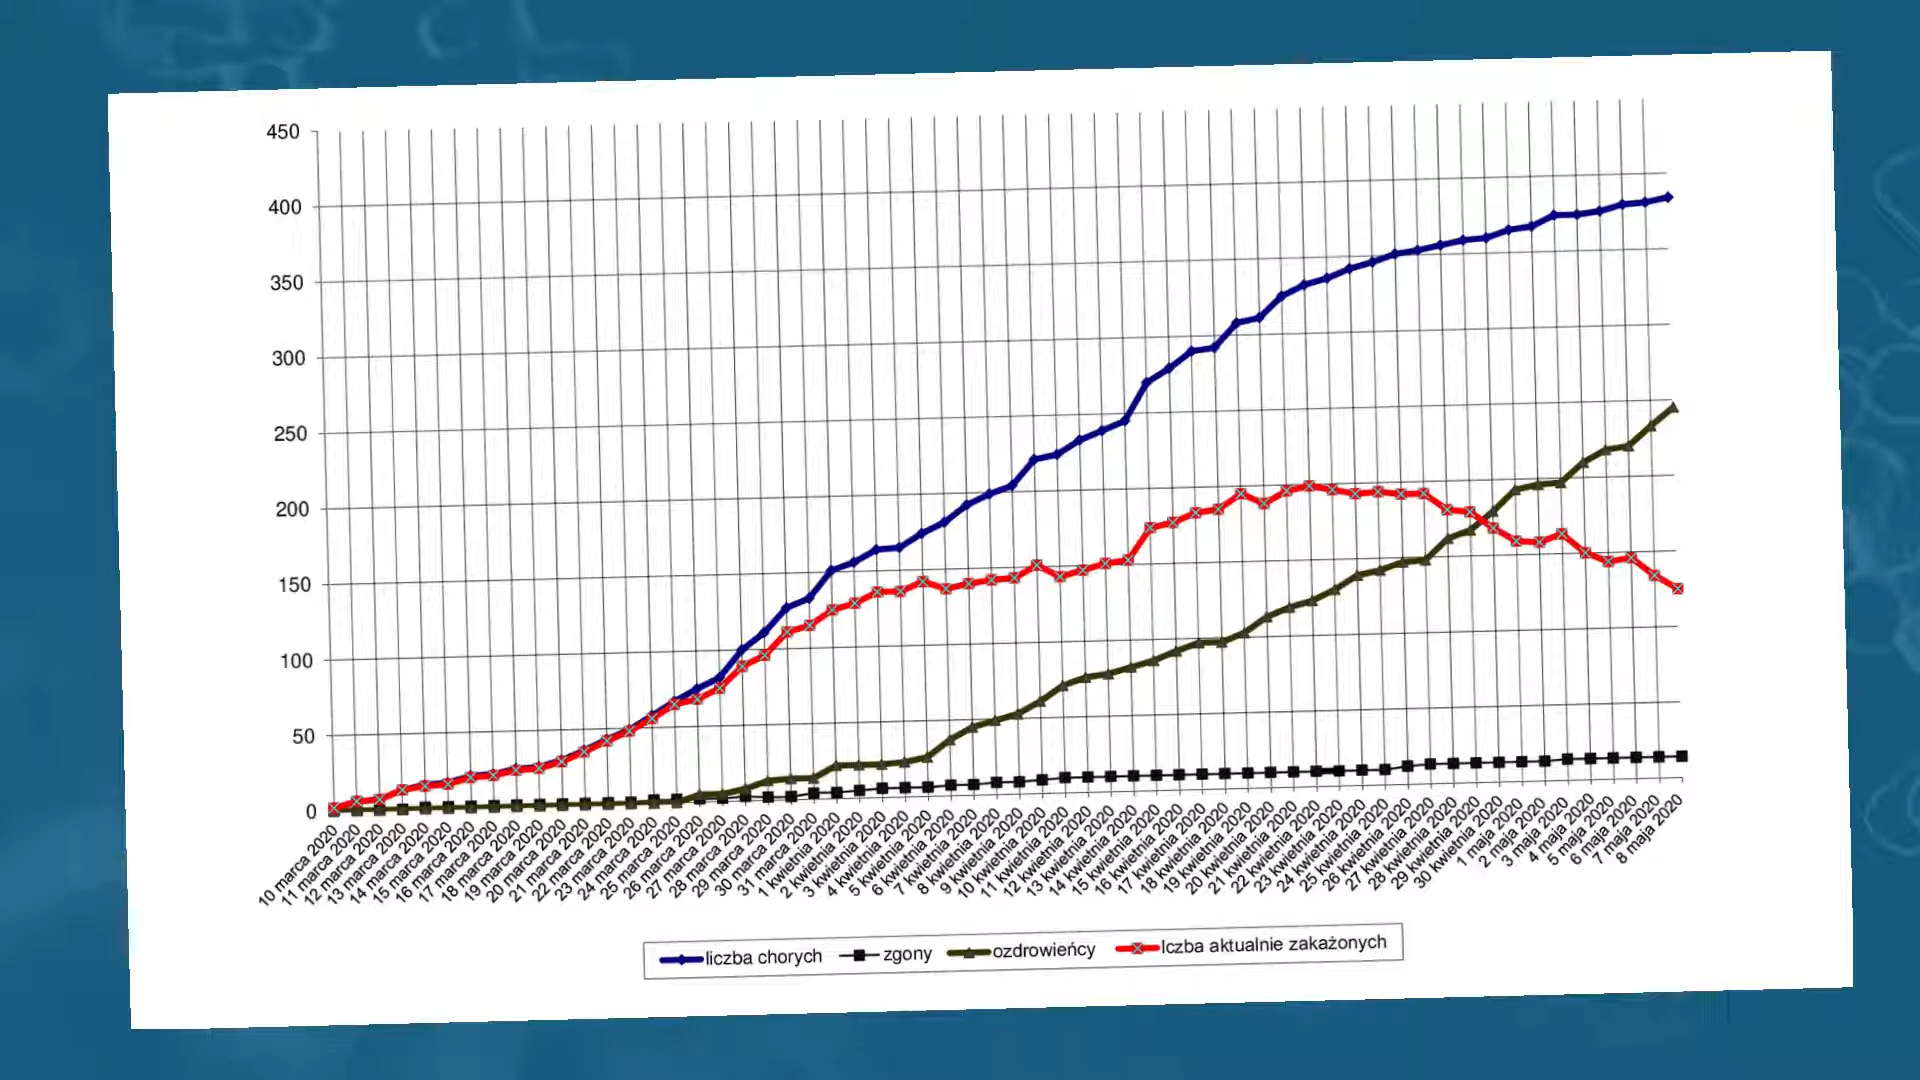 450
400
350
300
250
200
150
100
50
0
10 marca 2020
11 marca 2020
12 marca 2020
13 marca 2020
14 marca 2020
15 marca 2020
16 marca 2020
17 marca 2020
18 marca 2020
19 marca 2020
20 marca 2020
21 marca 2020
22 marca 2020
23 marca 2020
24 marca 2020
25 marca 2020
26 marca 2020
27 marca 2020
28 marca 2020
29 marca 2020
30 marca 2020
31 marca 2020
1 kwietnia 2020
2 kwietnia 2020
3 kwietnia 2020
4 kwietnia 2020
5 kwietnia 2020
6 kwietnia 2020
7 kwietnia 2020
8 kwietnia 2020
9 kwietnia 2020
10 kwietnia 2020
11 kwietnia 2020
12 kwietnia 2020
13 kwietnia 2020
14 kwietnia 2020
15 kwietnia 2020
16 kwietnia 2020
17 kwietnia 2020
18 kwietnia 2020
19 kwietnia 2020
20 kwietnia 2020
21 kwietnia 2020
22 kwietnia 2020
23 kwietnia 2020
24 kwietnia 2020
25 kwietnia 2020
26 kwietnia 2020
27 kwietnia 2020
28 kwietnia 2020
29 kwietnia 2020
30 kwietnia 2020
1 maja 2020
2 maja 2020
3 maja 2020
4 maja 2020
5 maja 2020
6 maja 2020
7 maja 2020
8 maja 2020
liczba chorych zgony ozdrowieńcy lczba aktualnie zakażonych